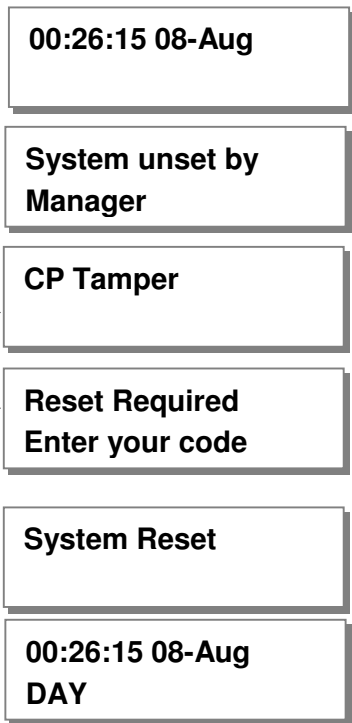 00:26:15 08-Aug
System unset by
Manager
CP Tamper
Reset Required
Enter your code
System Reset
00:26:15 08-Aug
DAY